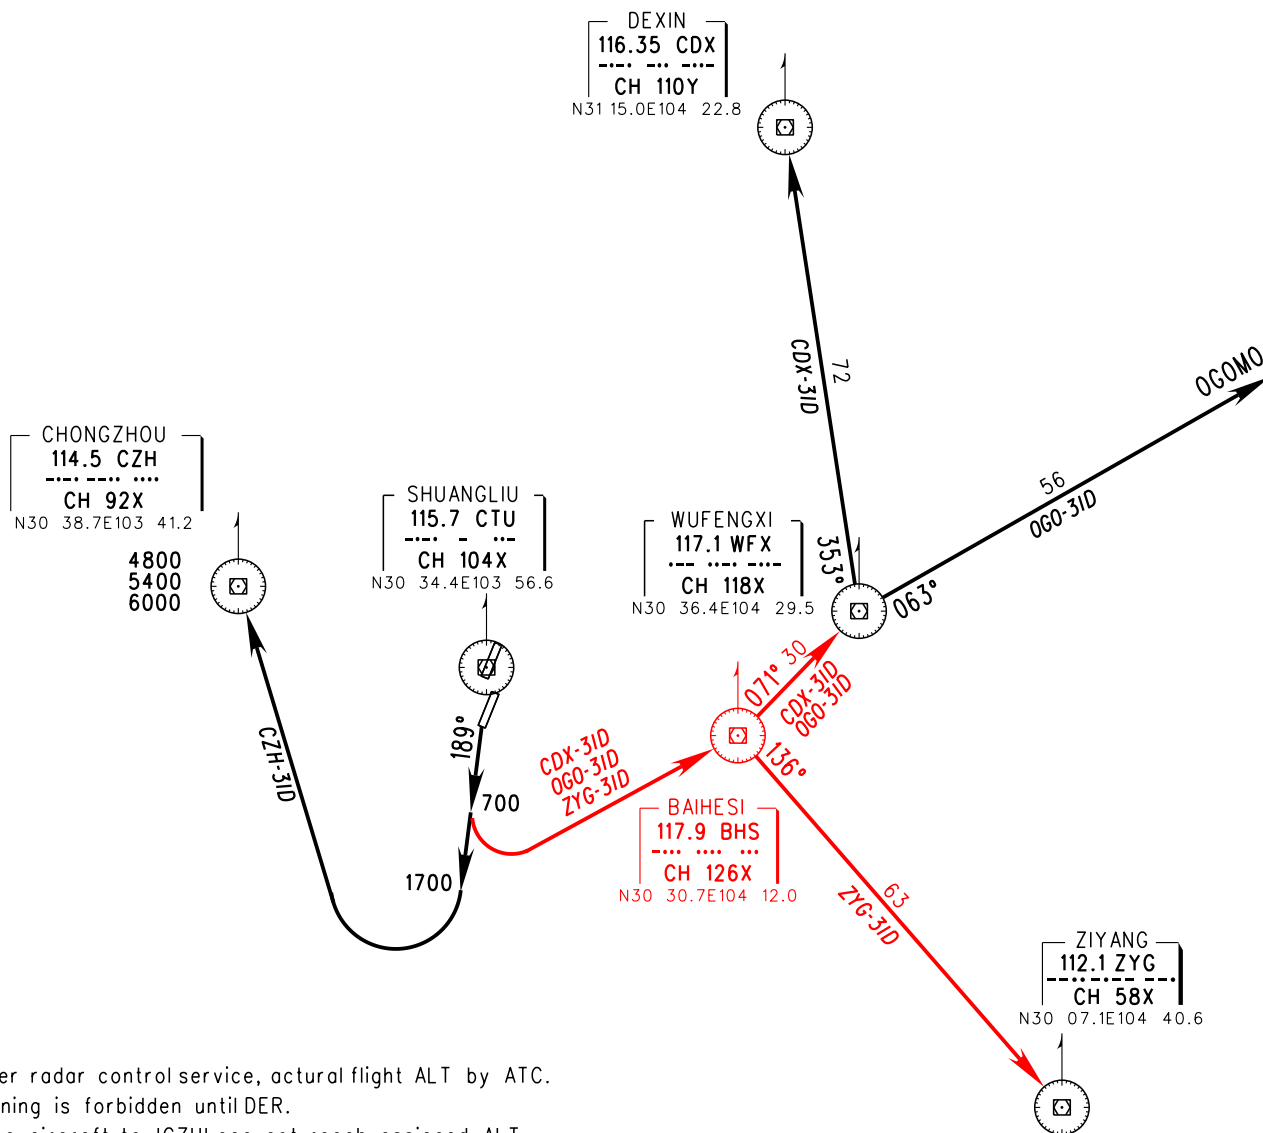 DEXIN
116.35 CDX
CH 110Y
N31 15.0E104 22.8
CDX-31D
72
OGOMO
56
OGO-31D
CHONGZHOU
114.5 CZH
CH 92X
N30 38.7E103 41.2
4800
5400
6000
SHUANGLIU
115.7 CTU
CH 104X
N30 34.4E103 56.6
WUFENGXI
117.1 WFX
CH 118X
N30 36.4E104 29.5
353°
063°
071° 30
CDX-31D
OGO-31D
136°
CZH-31D
189°
700
1700
CDX-31D
OGO-31D
ZYG-31D
BAIHESI
117.9 BHS
CH 126X
N30 30.7E104 12.0
63
ZYG-31D
ZIYANG
112.1 ZYG
CH 58X
N30 07.1E104 40.6
er radar control service, actural flight ALT by ATC.
ning is forbidden until DER.